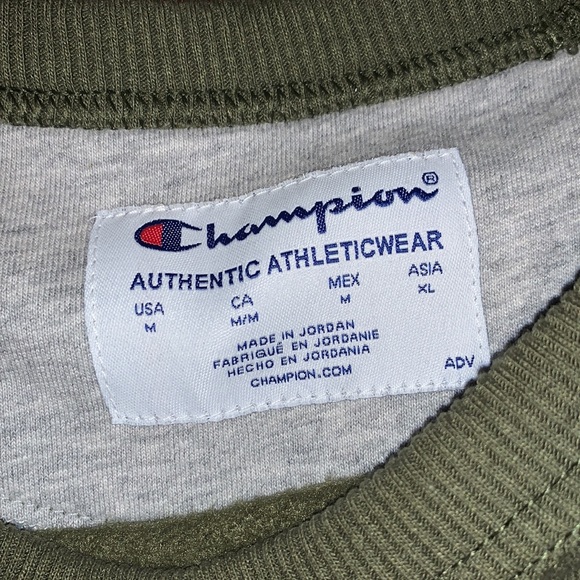 Champion®
AUTHENTIC ATHLETICWEAR
USA CA MEX ASIA
M M/M M XL
MADE IN JORDAN
FABRIQUÉ EN JORDANIE
HECHO EN JORDANIA
CHAMPION.COM
ADV